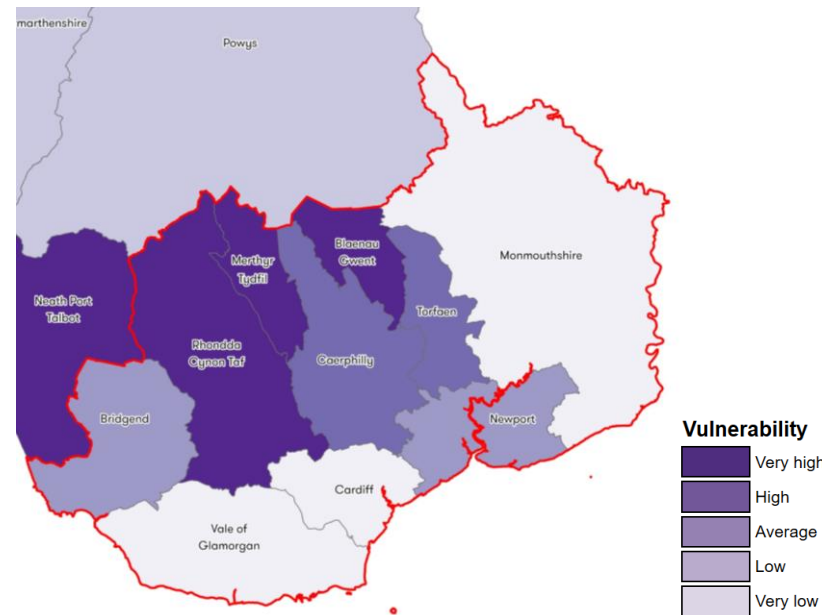 marthenshire
Powys
Blaenau
Gwent
Merthyr
Tydfil
Monmouthshire
Neath Port
Talbot
Torfaen
Rhondda
Cynon Taf
Caerphilly
Bridgend
Newport
Cardiff
Vale of
Glamorgan
Vulnerability
Very high
High
Average
Low
Very low